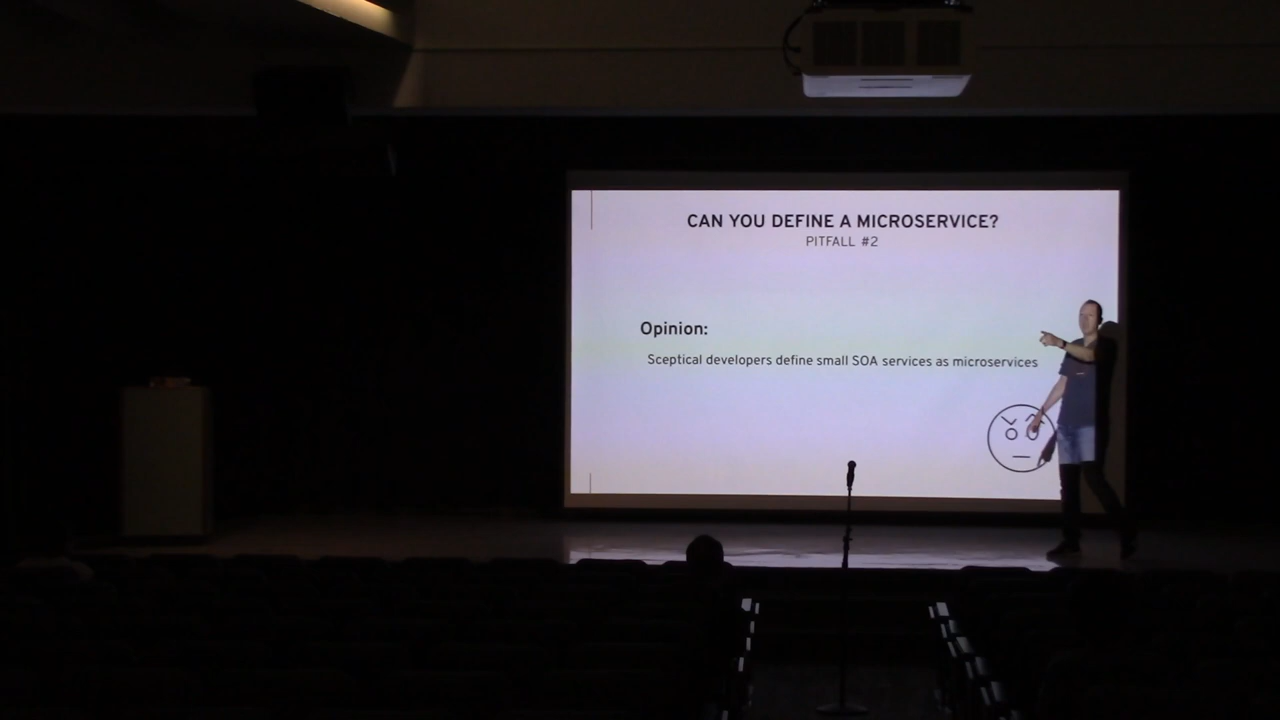 CAN YOU DEFINE A MICROSERVICE?
PITFALL #2
Opinion:
Sceptical developers define small SOA services as microservices